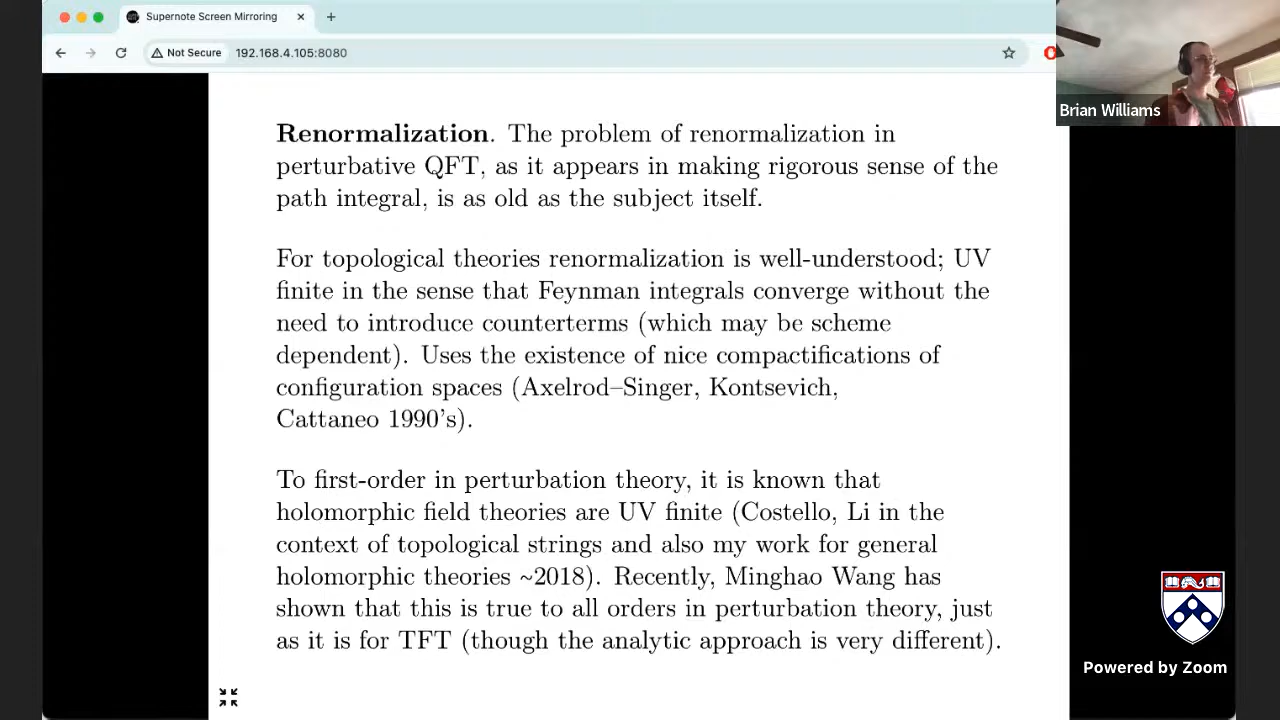 Supernote Screen Mirroring
Not Secure
192.168.4.105:8080
Brian Williams
Renormalization. The problem of renormalization in
perturbative QFT, as it appears in making rigorous sense of the
path integral, is as old as the subject itself.
For topological theories renormalization is well-understood; UV
finite in the sense that Feynman integrals converge without the
need to introduce counterterms (which may be scheme
dependent). Uses the existence of nice compactifications of
configuration spaces (Axelrod–Singer, Kontsevich,
Cattaneo 1990's).
To first-order in perturbation theory, it is known that
holomorphic field theories are UV finite (Costello, Li in the
context of topological strings and also my work for general
holomorphic theories ~2018). Recently, Minghao Wang has
shown that this is true to all orders in perturbation theory, just
as it is for TFT (though the analytic approach is very different).
Powered by Zoom